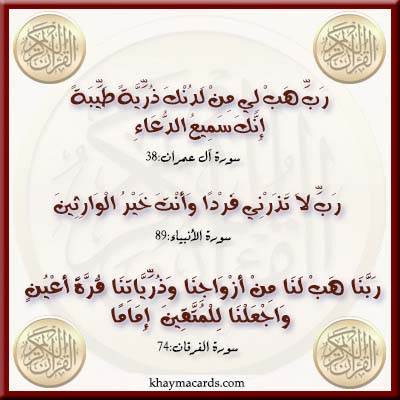 رَبِّ هَبْ لِي مِنْ لَدُنْكَ ذُرِّيَّةً طَيِّبَةً
إِنَّكَ سَمِيعُ الدُّعَاءِ
سورة آل عمران:38
رَبِّ لاَ تَذَرْنِي فَرْدًا وَأَنْتَ خَيْرُ الْوَارِثِينَ
سورة الأنبياء:89
رَبَّنَا هَبْ لَنَا مِنْ أَزْوَاجِنَا وَذُرِّيَّاتِنَا قُرَّةَ أَعْيُنٍ
وَاجْعَلْنَا لِلْمُتَّقِينَ إِمَامًا
سورة الفرقان:74
khaymacards.com